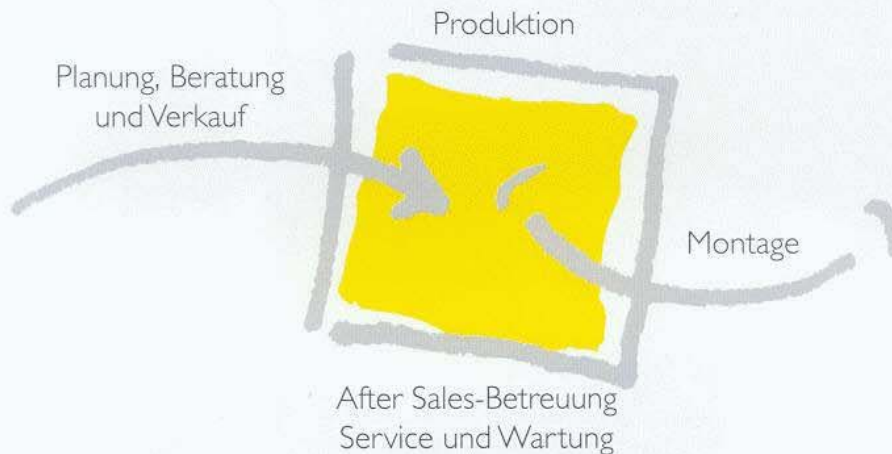 Produktion
Planung, Beratung
und Verkauf
Montage
After Sales-Betreuung
Service und Wartung